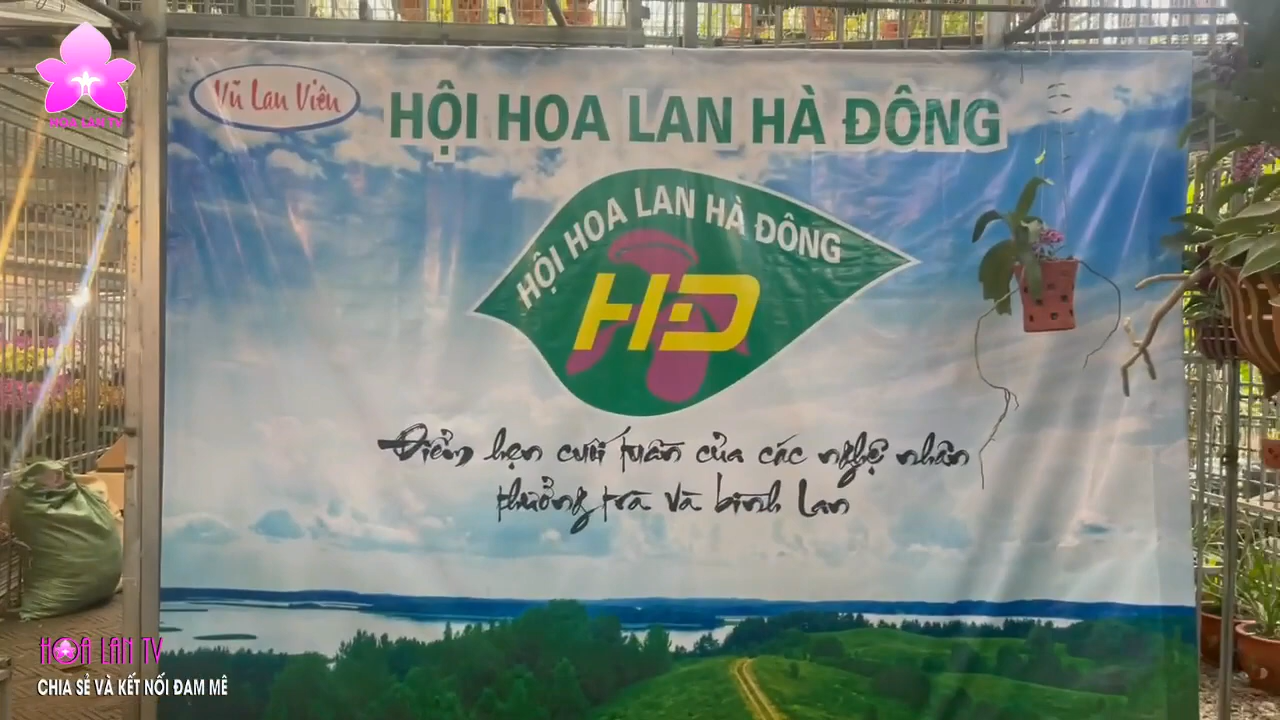 HOA LAN TV
Vũ Lan Viên
HỘI HOA LAN HÀ ĐÔNG
HỘI HOA LAN HÀ ĐÔNG
HD
Điểm hẹn cuối tuần của các nghệ nhân
thưởng trà và bình Lan
HOA LAN TV
CHIA SẺ VÀ KẾT NỐI ĐAM MÊ